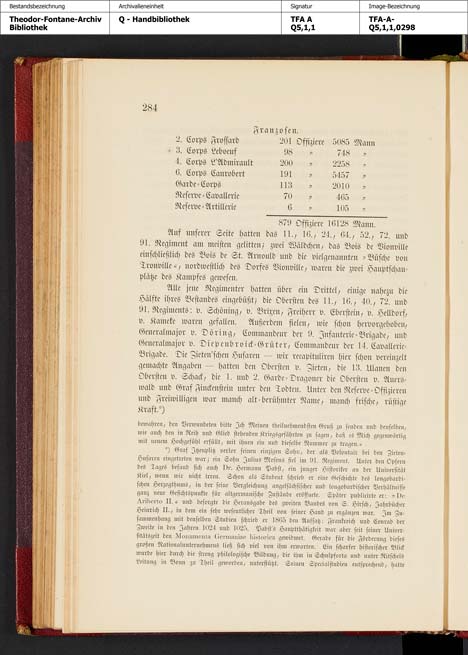 Bestandsbezeichnung
Archivalieneinheit
Signatur
Image-Bezeichnung
Theodor-Fontane-Archiv
Bibliothek
Q - Handbibliothek
TFA A
Q5,1,1
TFA-A-
Q5,1,1,0298
284
Franzosen.
2. Corps Frossard 201 Offiziere 5085 Mann
3. Corps Leboeuf 98 „ 748 „
4. Corps L'Admirault 200 „ 2258 „
6. Corps Canrobert 191 „ 5457 „
Garde-Corps 113 „ 2010 „
Reserve-Cavallerie 70 „ 465 „
Reserve-Artillerie 6 „ 105 „
879 Offiziere 16128 Mann.
Auf unserer Seite hatten das 11., 16., 24., 64., 52., 72. und
91. Regiment am meisten gelitten; zwei Wäldchen, das Bois de Vionville
einschließlich des Bois de St. Arnould und die vielgenannten »Büsche von
Tronville«, nordwestlich des Dorfes Vionville, waren die zwei Hauptschau-
plätze des Kampfes gewesen.
Alle jene Regimenter hatten über ein Drittel, einige nahezu die
Hälfte ihres Bestandes eingebüßt; die Obersten des 11., 16., 40., 72. und
91. Regiments: v. Schöning, v. Brixen, Freiherr v. Eberstein, v. Helldorf,
v. Kameke waren gefallen. Außerdem fielen, wie schon hervorgehoben,
Generalmajor v. Döring, Commandeur der 9. Infanterie-Brigade, und
Generalmajor v. Diepenbroick-Grüter, Commandeur der 14. Cavallerie-
Brigade. Die Zieten'schen Husaren — wir recapituliren hier schon vereinzelt
gemachte Angaben — hatten den Obersten v. Zieten, die 13. Ulanen den
Obersten v. Schack, die 1. und 2. Garde-Dragoner die Obersten v. Auers-
wald und Graf Finckenstein unter den Todten. Unter den Reserve-Offizieren
und Freiwilligen war manch alt-berühmter Name, manch frische, rüstige
Kraft.*)
bewahren, den Verwundeten bitte Ich Meinen theilnehmendsten Gruß zu senden und denselben,
wie auch den in Reih und Glied stehenden Kriegsgefährten zu sagen, daß es Mich gegenwärtig
mit neuem Hochgefühl erfüllt, mit ihnen ein und dieselbe Nummer zu tragen.«
*) Graf Itzenplitz verlor seinen einzigen Sohn, der als Volontair bei den Zieten-
Husaren eingetreten war; ein Sohn Julius Mosens fiel im 91. Regiment. Unter den Opfern
des Tages befand sich auch Dr. Hermann Pabst, ein junger Historiker an der Universität
Kiel, wenn wir nicht irren. Schon als Student schrieb er eine Geschichte des longobardi-
schen Herzogthums, in der seine Vergleichung angelsächsischer und longobardischer Verhältnisse
ganz neue Gesichtspunkte für altgermanische Zustände eröffnete. Später publicirte er: »De
Ariberto II.« und besorgte die Herausgabe des zweiten Bandes von S. Hirsch, Jahrbücher
Heinrich II., in dem ein sehr wesentlicher Theil von seiner Hand zu ergänzen war. Im Zu-
sammenhang mit denselben Studien schrieb er 1865 den Aufsatz: Frankreich und Conrad der
Zweite in den Jahren 1024 und 1025. Pabst's Hauptthätigkeit war aber seit seiner Univer-
sitätszeit den Monumenta Germaniae histories gewidmet. Gerade für die Förderung dieses
großen Nationalunternehmens ließ sich viel von ihm erwarten. Ein scharfer historischer Blick
wurde hier durch die streng philologische Bildung, die ihm in Schulpforta und unter Ritschels
Leitung in Bonn zu Theil geworden, unterstützt. Seinen Specialstudien entsprechend, hatte